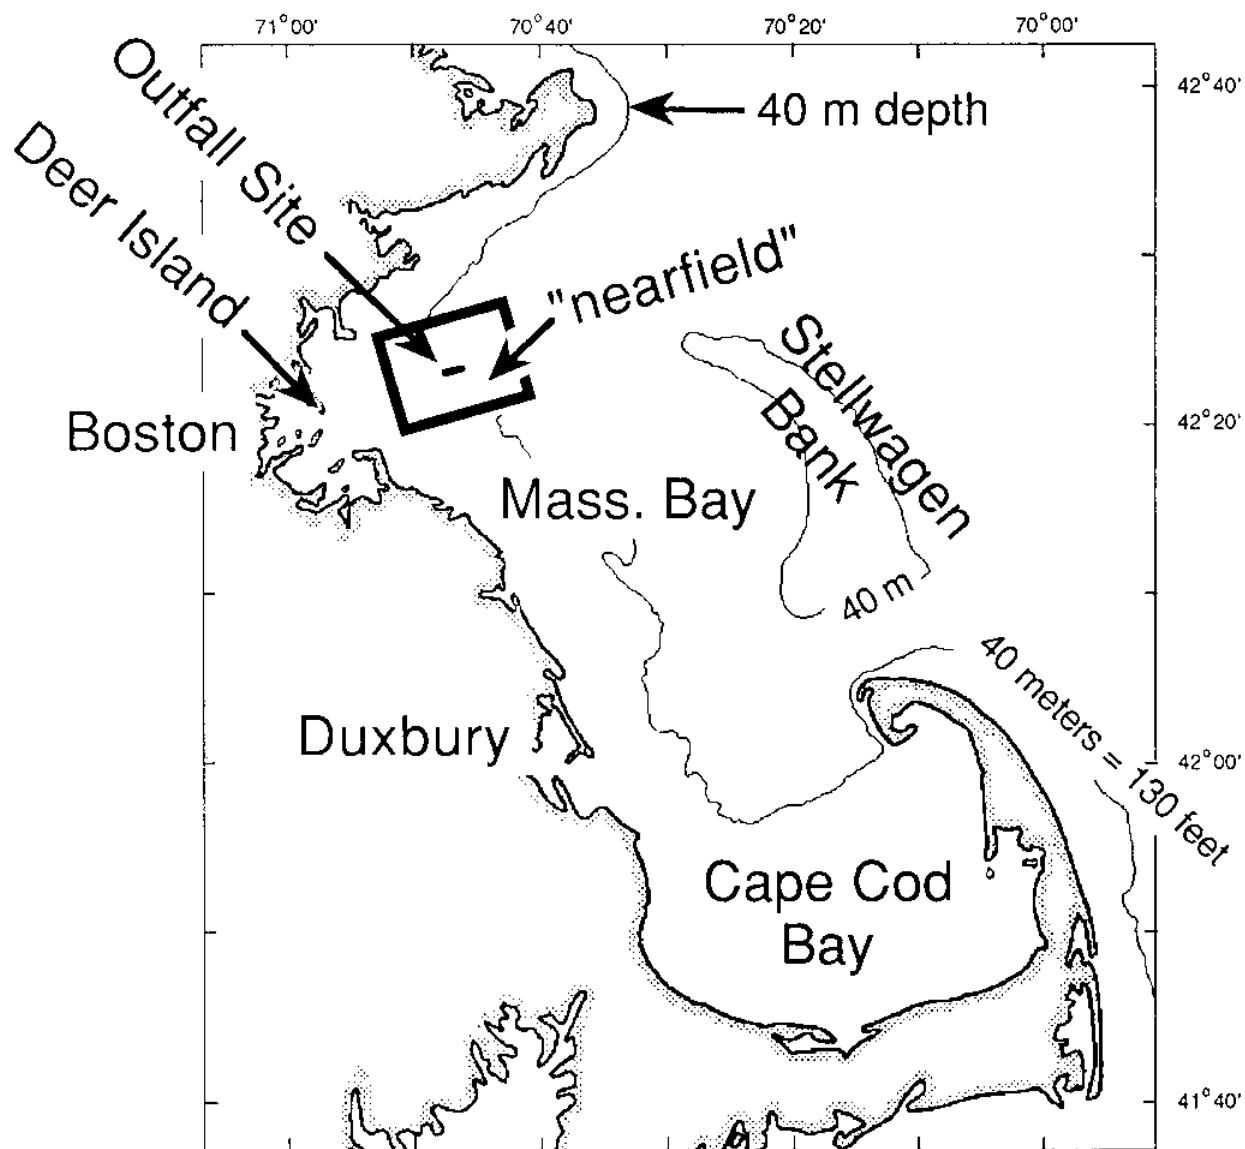 71°00'
70°40'
70°20'
70°00'
42°40'
Outfall Site
40 m depth
Deer Island
"nearfield"
Stellwagen
Bank
Boston
42°20'
Mass. Bay
40 m
40 meters = 130 feet
Duxbury
42°00'
Cape Cod
Bay
41°40'